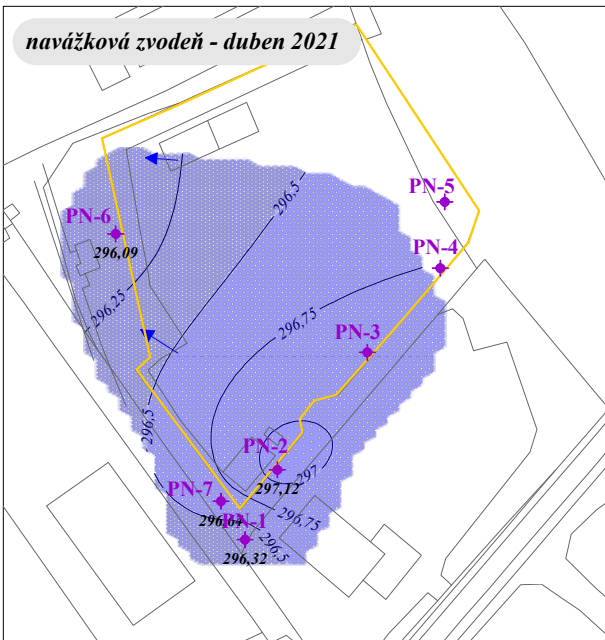 navážková zvodeň - duben 2021
296,5
PN-5
PN-6
296,09
PN-4
296,25
296,75
PN-3
296,5
PN-2
297
297,12
PN-7
296,64
PN-1
296,75
296,5
296,32